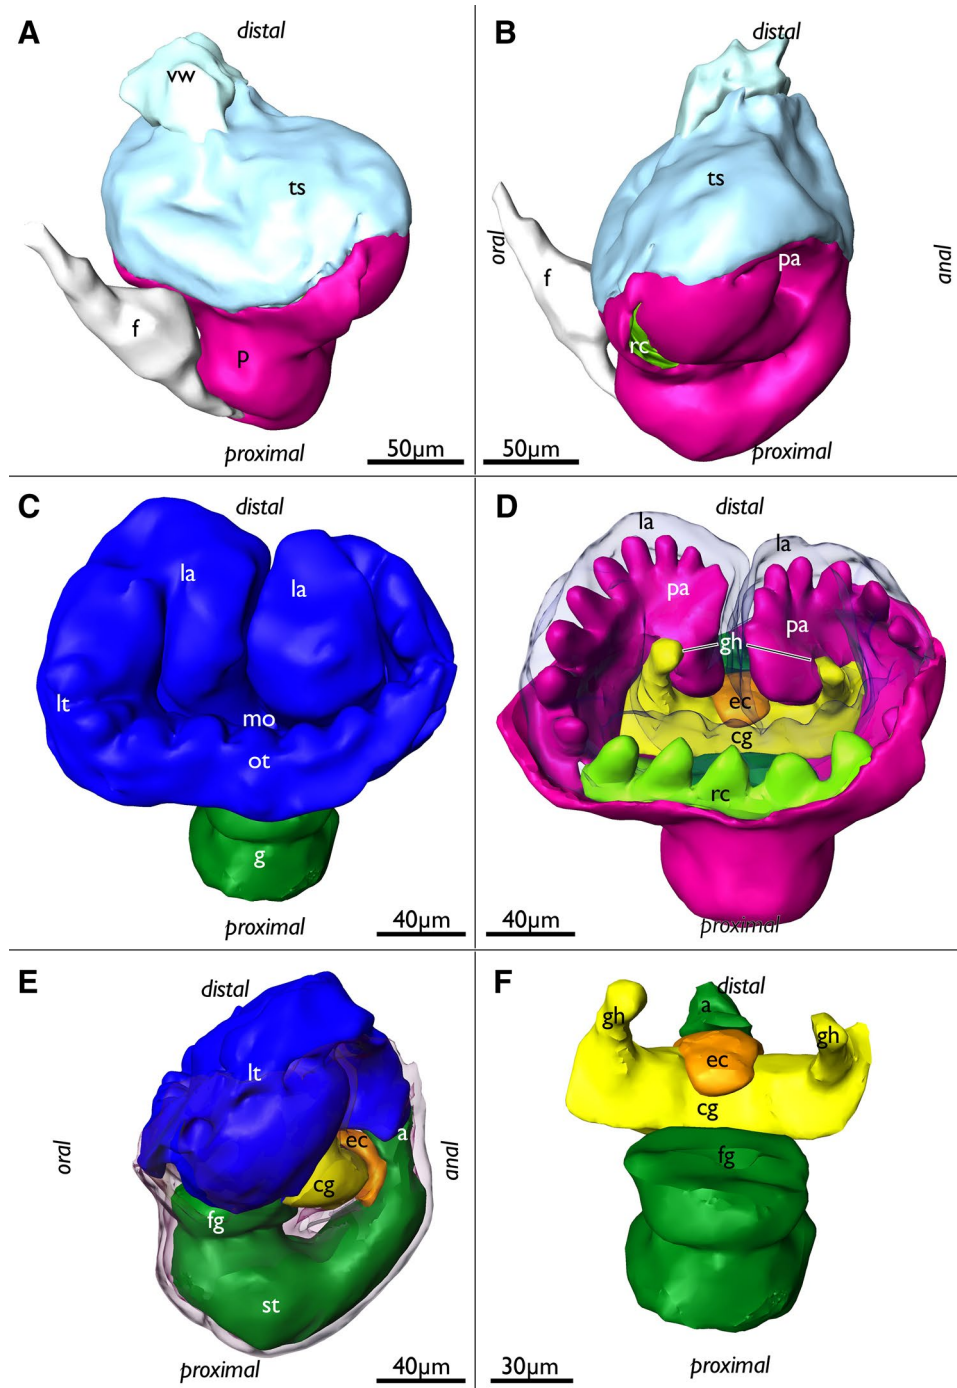 A
distal
vw
ts
f
p
proximal
50µm
B
distal
ts
oral
anal
pa
f
rc
50µm
proximal
C
distal
la
la
lt
mo
ot
g
proximal
40µm
D
distal
la
la
pa
pa
gh
ec
cg
rc
40µm
proximal
E
distal
lt
oral
anal
a
ec
cg
fg
st
proximal
40µm
F
distal
a
gh
gh
ec
cg
fg
30µm
proximal